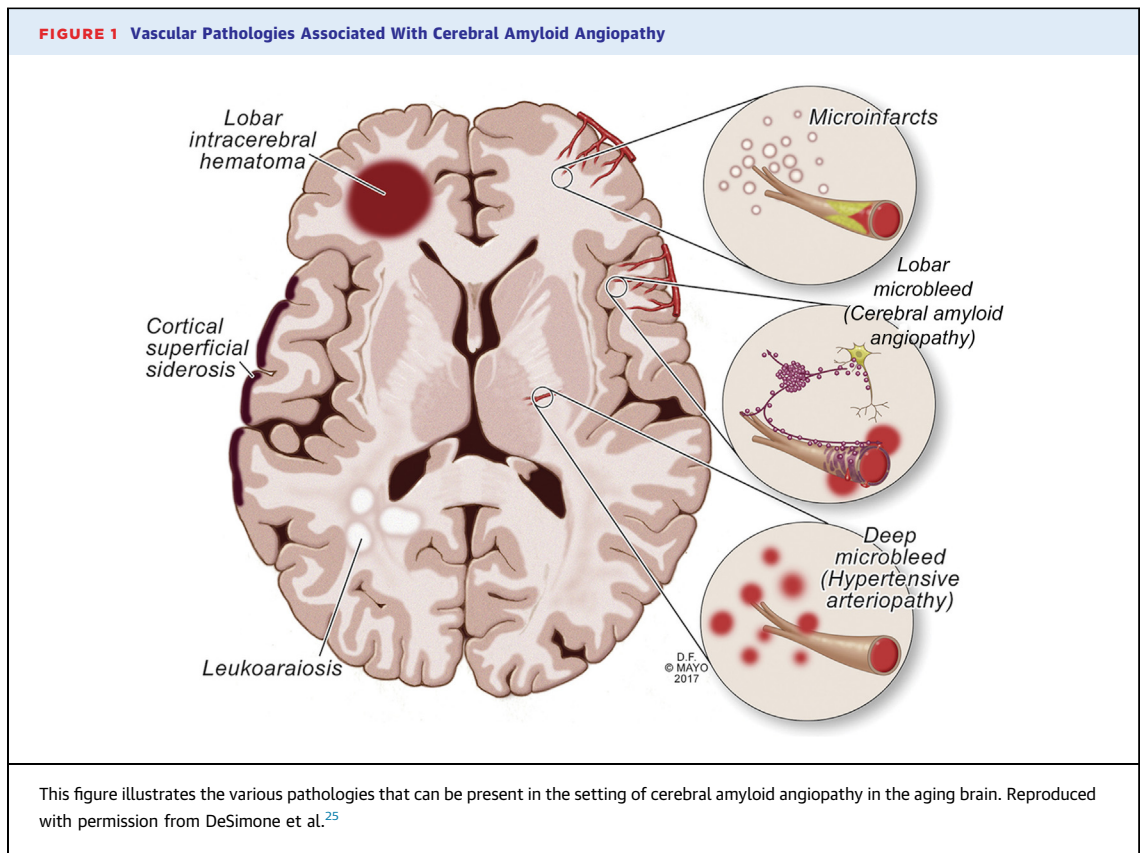 FIGURE 1 Vascular Pathologies Associated With Cerebral Amyloid Angiopathy
Lobar
intracerebral
hematoma
Microinfarcts
Lobar
microbleed
(Cerebral amyloid
angiopathy)
Cortical
superficial
siderosis
Deep
microbleed
(Hypertensive
arteriopathy)
Leukoaraiosis
D.F.
© MAYO
2017
This figure illustrates the various pathologies that can be present in the setting of cerebral amyloid angiopathy in the aging brain. Reproduced
with permission from DeSimone et al.25